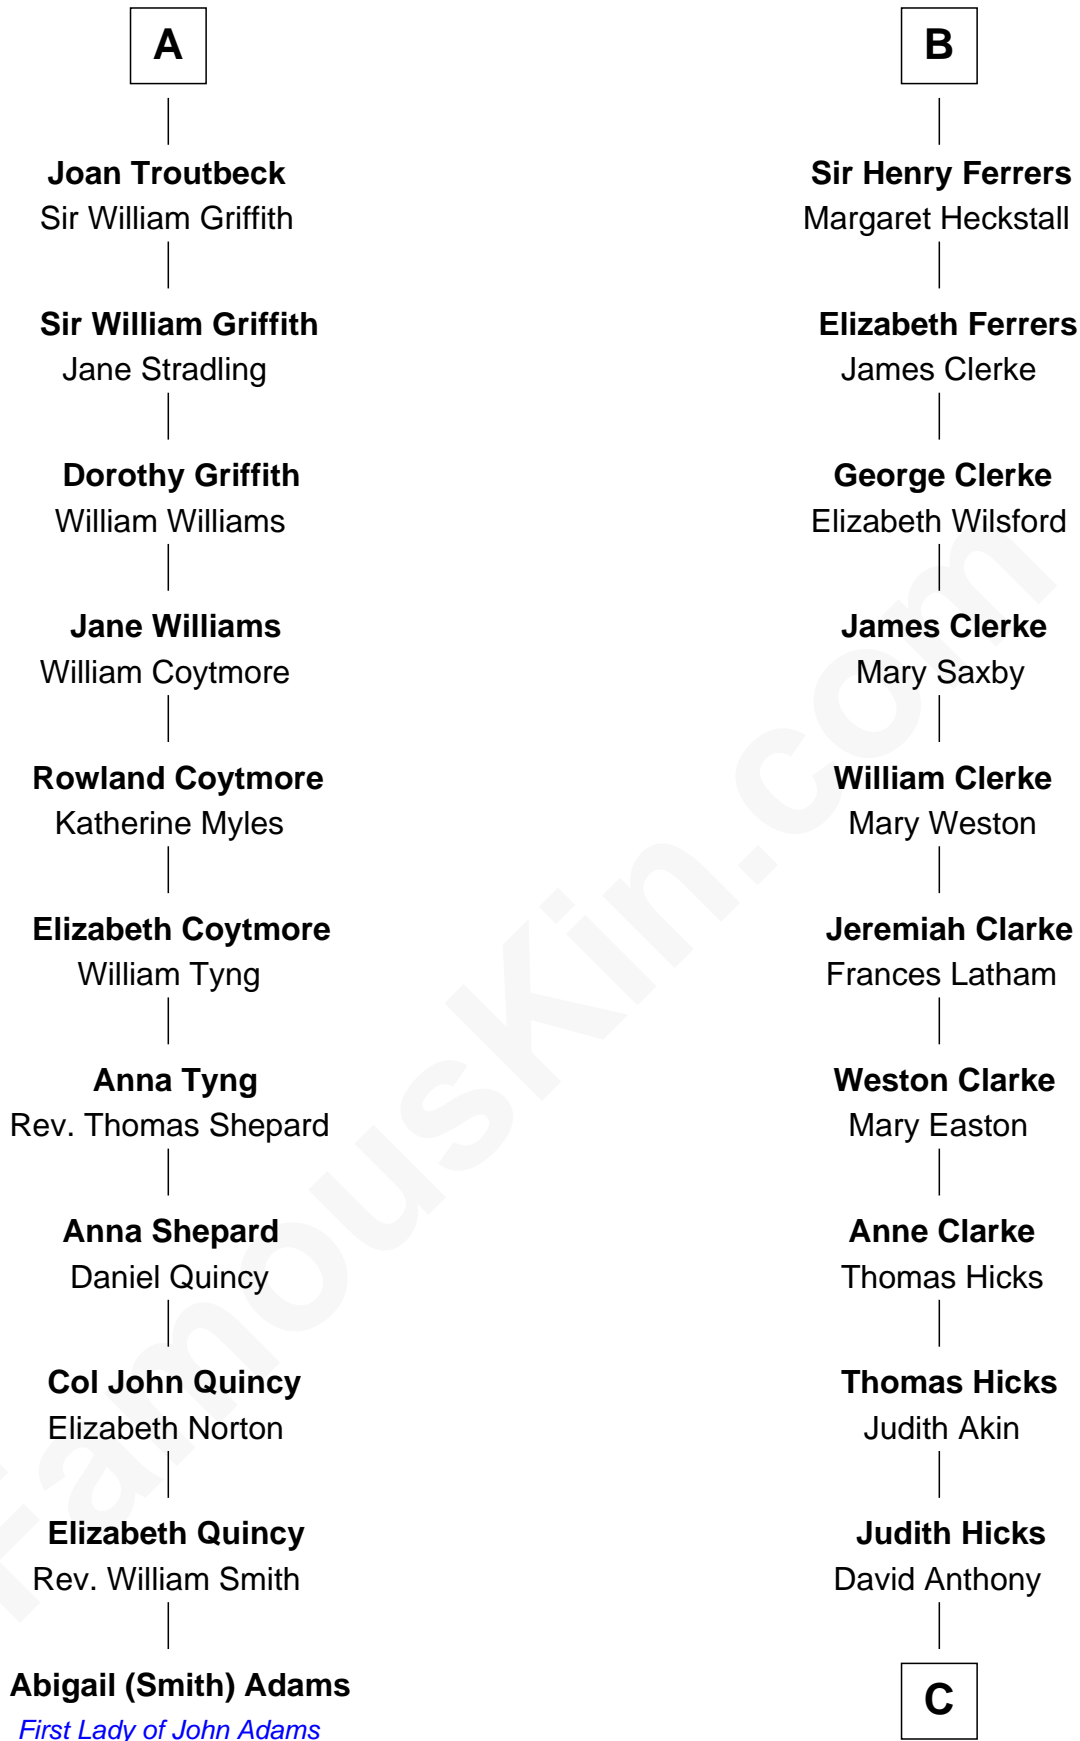 A
Joan Troutbeck
Sir William Griffith
Sir William Griffith
Jane Stradling
Dorothy Griffith
William Williams
Jane Williams
William Coytmore
Rowland Coytmore
Katherine Myles
Elizabeth Coytmore
William Tyng
Anna Tyng
Rev. Thomas Shepard
Anna Shepard
Daniel Quincy
Col John Quincy
Elizabeth Norton
Elizabeth Quincy
Rev. William Smith
Abigail (Smith) Adams
First Lady of John Adams
B
Sir Henry Ferrers
Margaret Heckstall
Elizabeth Ferrers
James Clerke
George Clerke
Elizabeth Wilsford
James Clerke
Mary Saxby
William Clerke
Mary Weston
Jeremiah Clarke
Frances Latham
Weston Clarke
Mary Easton
Anne Clarke
Thomas Hicks
Thomas Hicks
Judith Akin
Judith Hicks
David Anthony
C
FamousKin.com